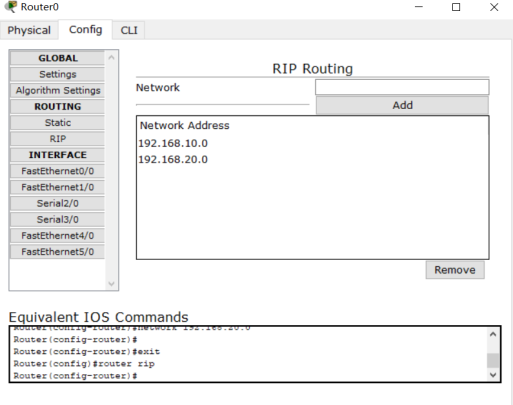 Router0
Physical Config CLI
GLOBAL
Settings
Algorithm Settings
ROUTING
Static
RIP
INTERFACE
FastEthernet0/0
FastEthernet1/0
Serial2/0
Serial3/0
FastEthernet4/0
FastEthernet5/0
RIP Routing
Network
Add
Network Address
192.168.10.0
192.168.20.0
Remove
Equivalent IOS Commands
Router(config-router)#network 192.168.20.0
Router(config-router)#
Router(config-router)#exit
Router(config)#router rip
Router(config-router)#